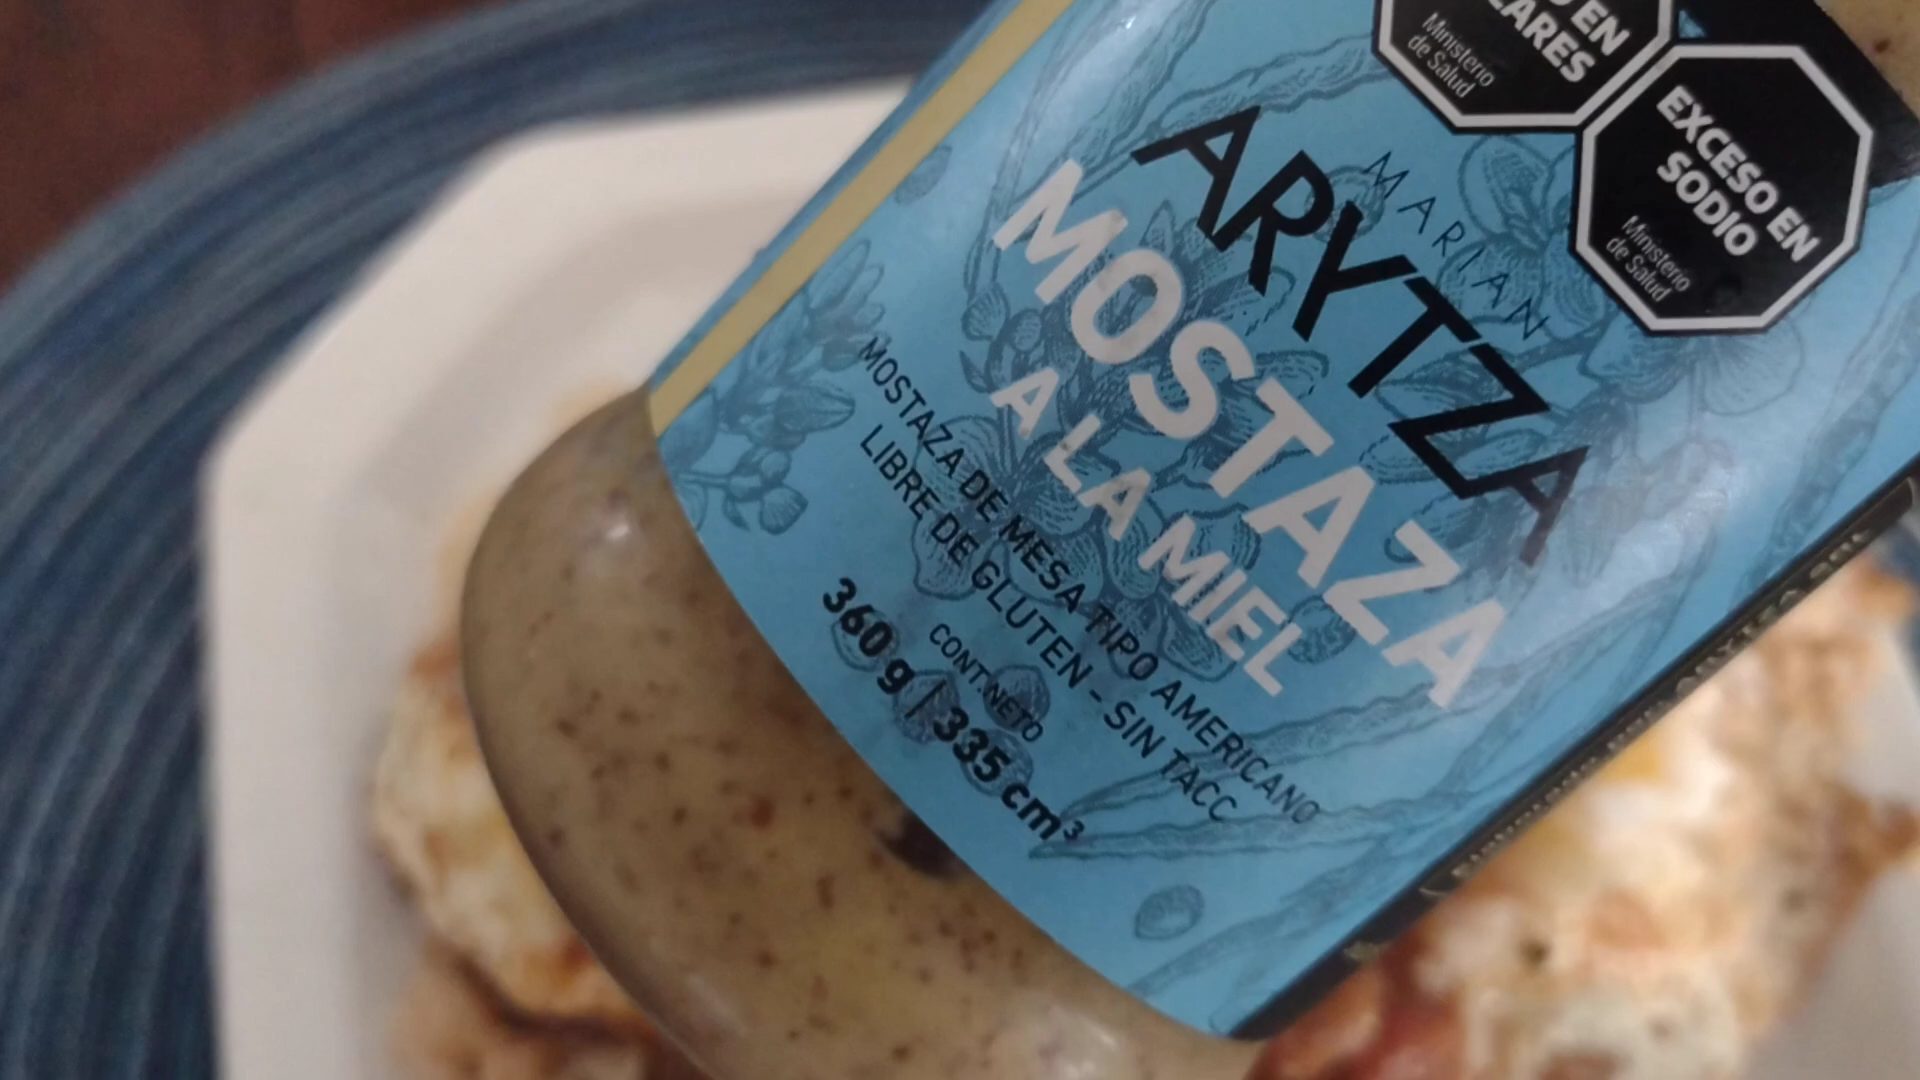 EN
Ministerio
de Salud
EXCESO EN
SODIO
Ministerio
de Salud
MARIAN
ARYTZA
MOSTAZA
A LA MIEL
MOSTAZA DE MESA TIPO AMERICANO
LIBRE DE GLUTEN - SIN TACC
CONT. NETO
360 g | 335 cm³